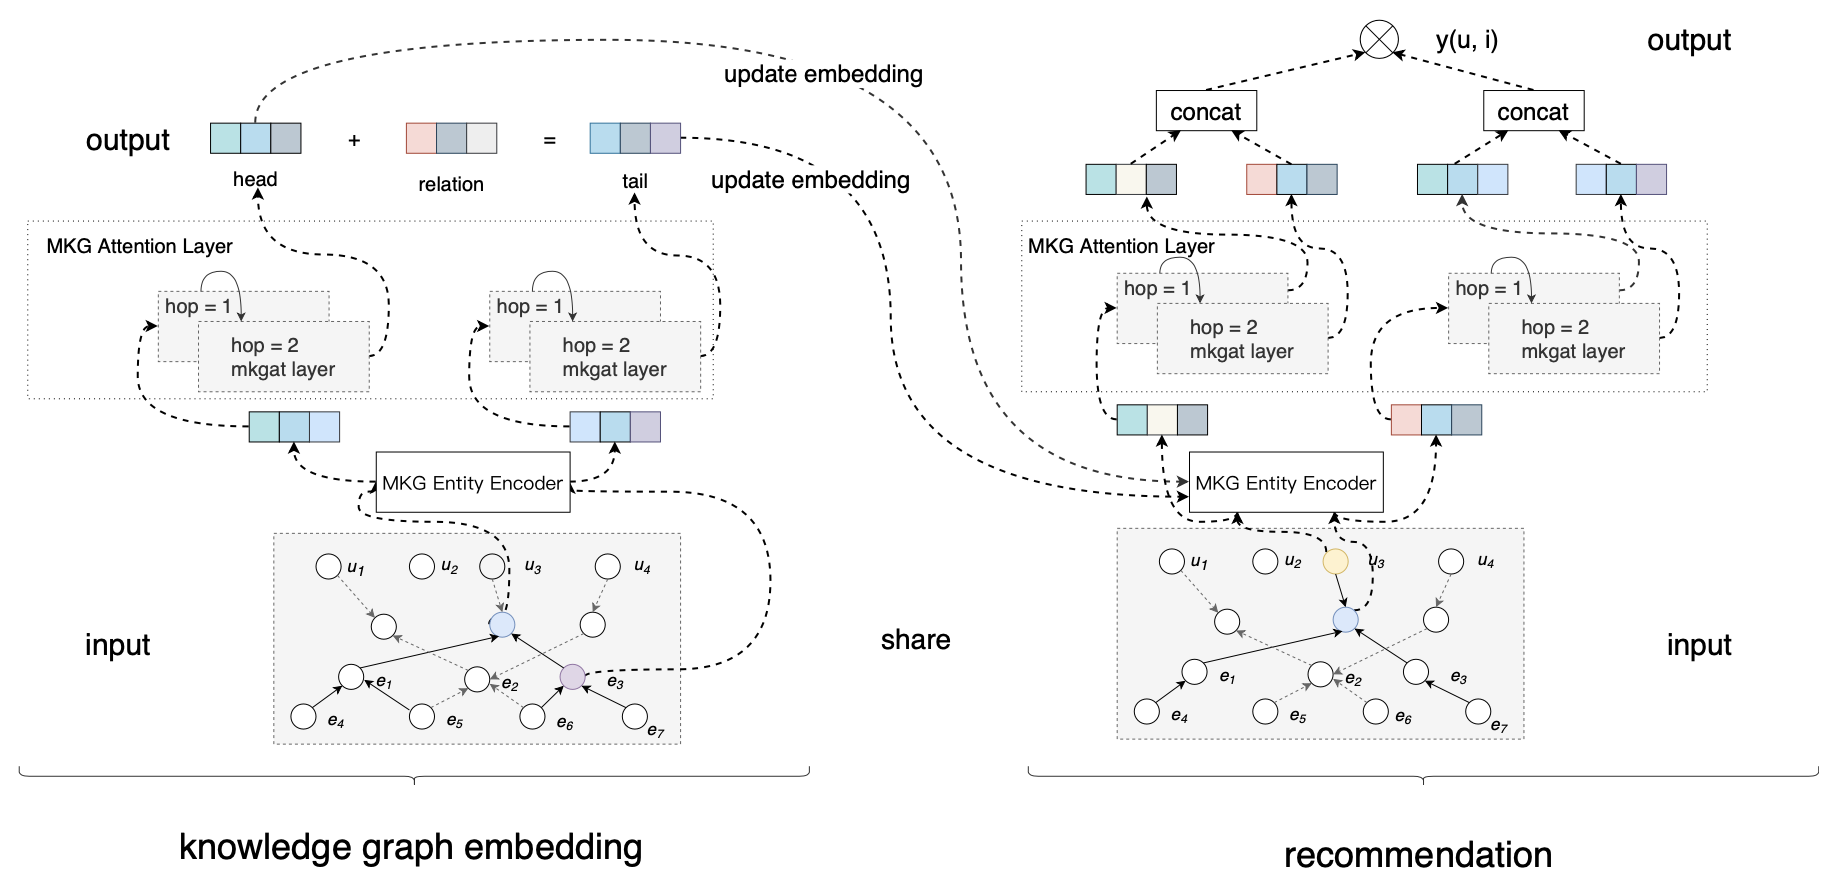 y(u, i)
output
update embedding
concat
concat
output
+
=
head
relation
tail
update embedding
MKG Attention Layer
hop = 1
hop = 2
mkgat layer
hop = 1
hop = 2
mkgat layer
MKG Attention Layer
hop = 1
hop = 2
mkgat layer
hop = 1
hop = 2
mkgat layer
MKG Entity Encoder
MKG Entity Encoder
u1
u2
u3
u4
input
e1
e2
e3
e4
e5
e6
e7
share
u1
u2
u3
u4
input
e1
e2
e3
e4
e5
e6
e7
knowledge graph embedding
recommendation